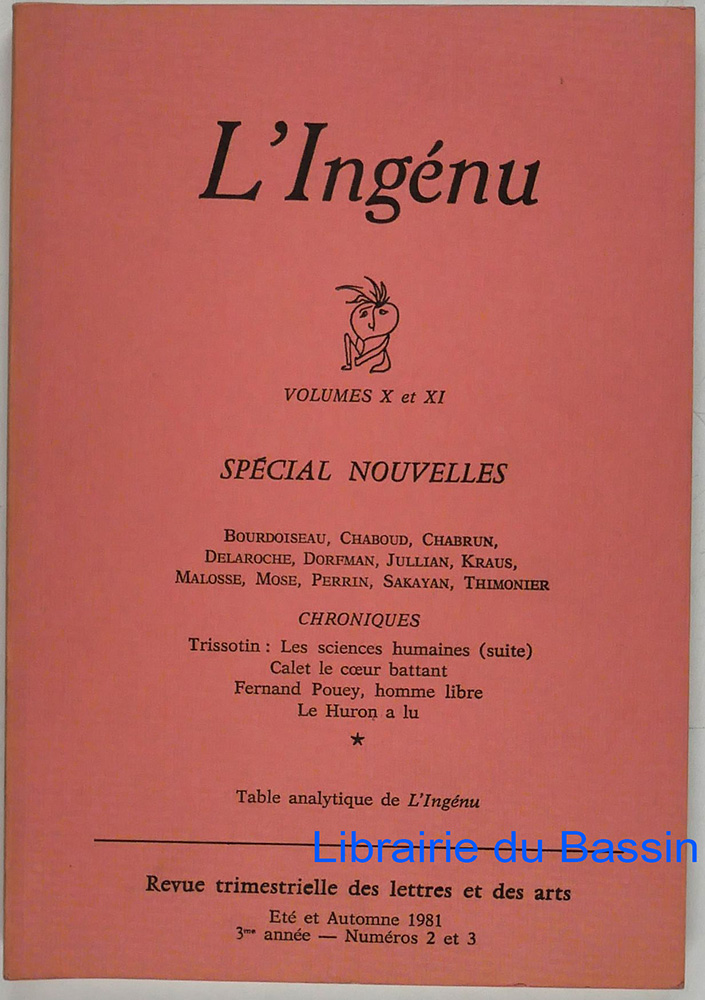 L'Ingénu
VOLUMES X et XI
SPÉCIAL NOUVELLES
BOURDOISEAU, CHABOUD, CHABRUN,
DELAROCHE, DORFMAN, JULLIAN, KRAUS,
MALOSSE, MOSE, PERRIN, SAKAYAN, THIMONIER
CHRONIQUES
Trissotin : Les sciences humaines (suite)
Calet le cœur battant
Fernand Pouey, homme libre
Le Huron a lu
★
Table analytique de L'Ingénu
Librairie du Bassin
Revue trimestrielle des lettres et des arts
Eté et Automne 1981
3me année — Numéros 2 et 3